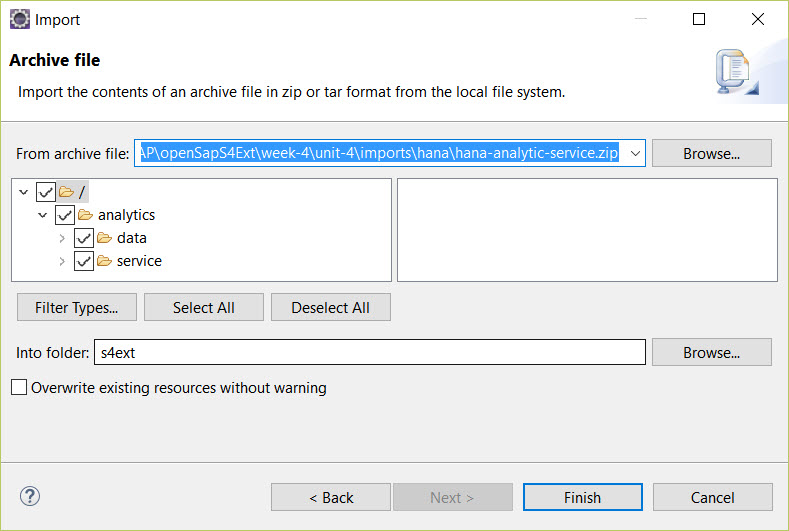 Import
Archive file
Import the contents of an archive file in zip or tar format from the local file system.
From archive file: AP\openSapS4Ext\week-4\unit-4\imports\hana\hana-analytic-service.zip Browse...
/
analytics
data
service
Filter Types... Select All Deselect All
Into folder: s4ext Browse...
Overwrite existing resources without warning
? < Back Next > Finish Cancel